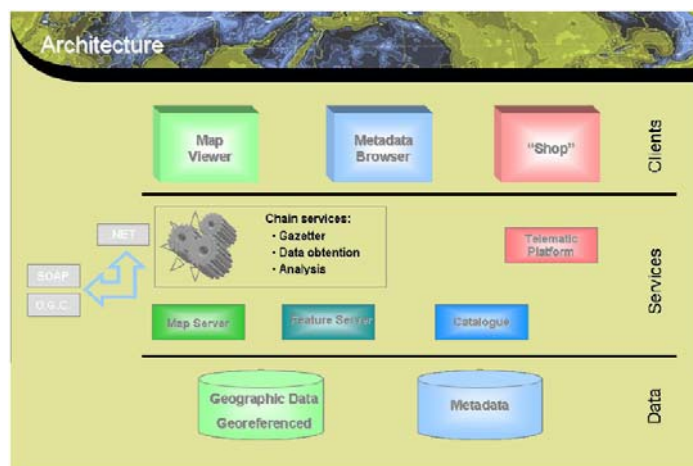 Architecture
Map
Viewer
Metadata
Browser
"Shop"
Clients
.NET
Chain services:
• Gazetter
• Data obtention
• Analysis
Telematic
Platform
SOAP
O.G.C.
Services
Map Server
Feature Server
Catalogue
Geographic Data
Georeferenced
Metadata
Data